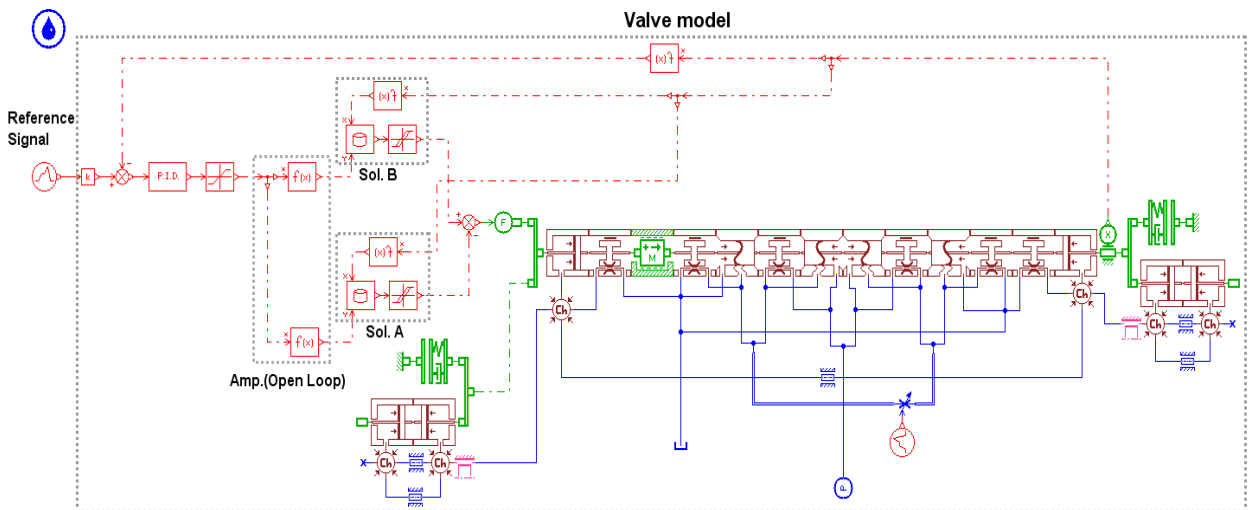 Valve model
Reference
Signal
(x)f
x
(x)f
x
x
Y
Sol. B
k
-
+
P.I.D.
x
f(x)
+
-
F
M
X
(x)f
x
X
Y
Sol. A
x
f(x)
Amp.(Open Loop)
Ch
Ch
Ch
Ch
x
Ch
Ch
x
P